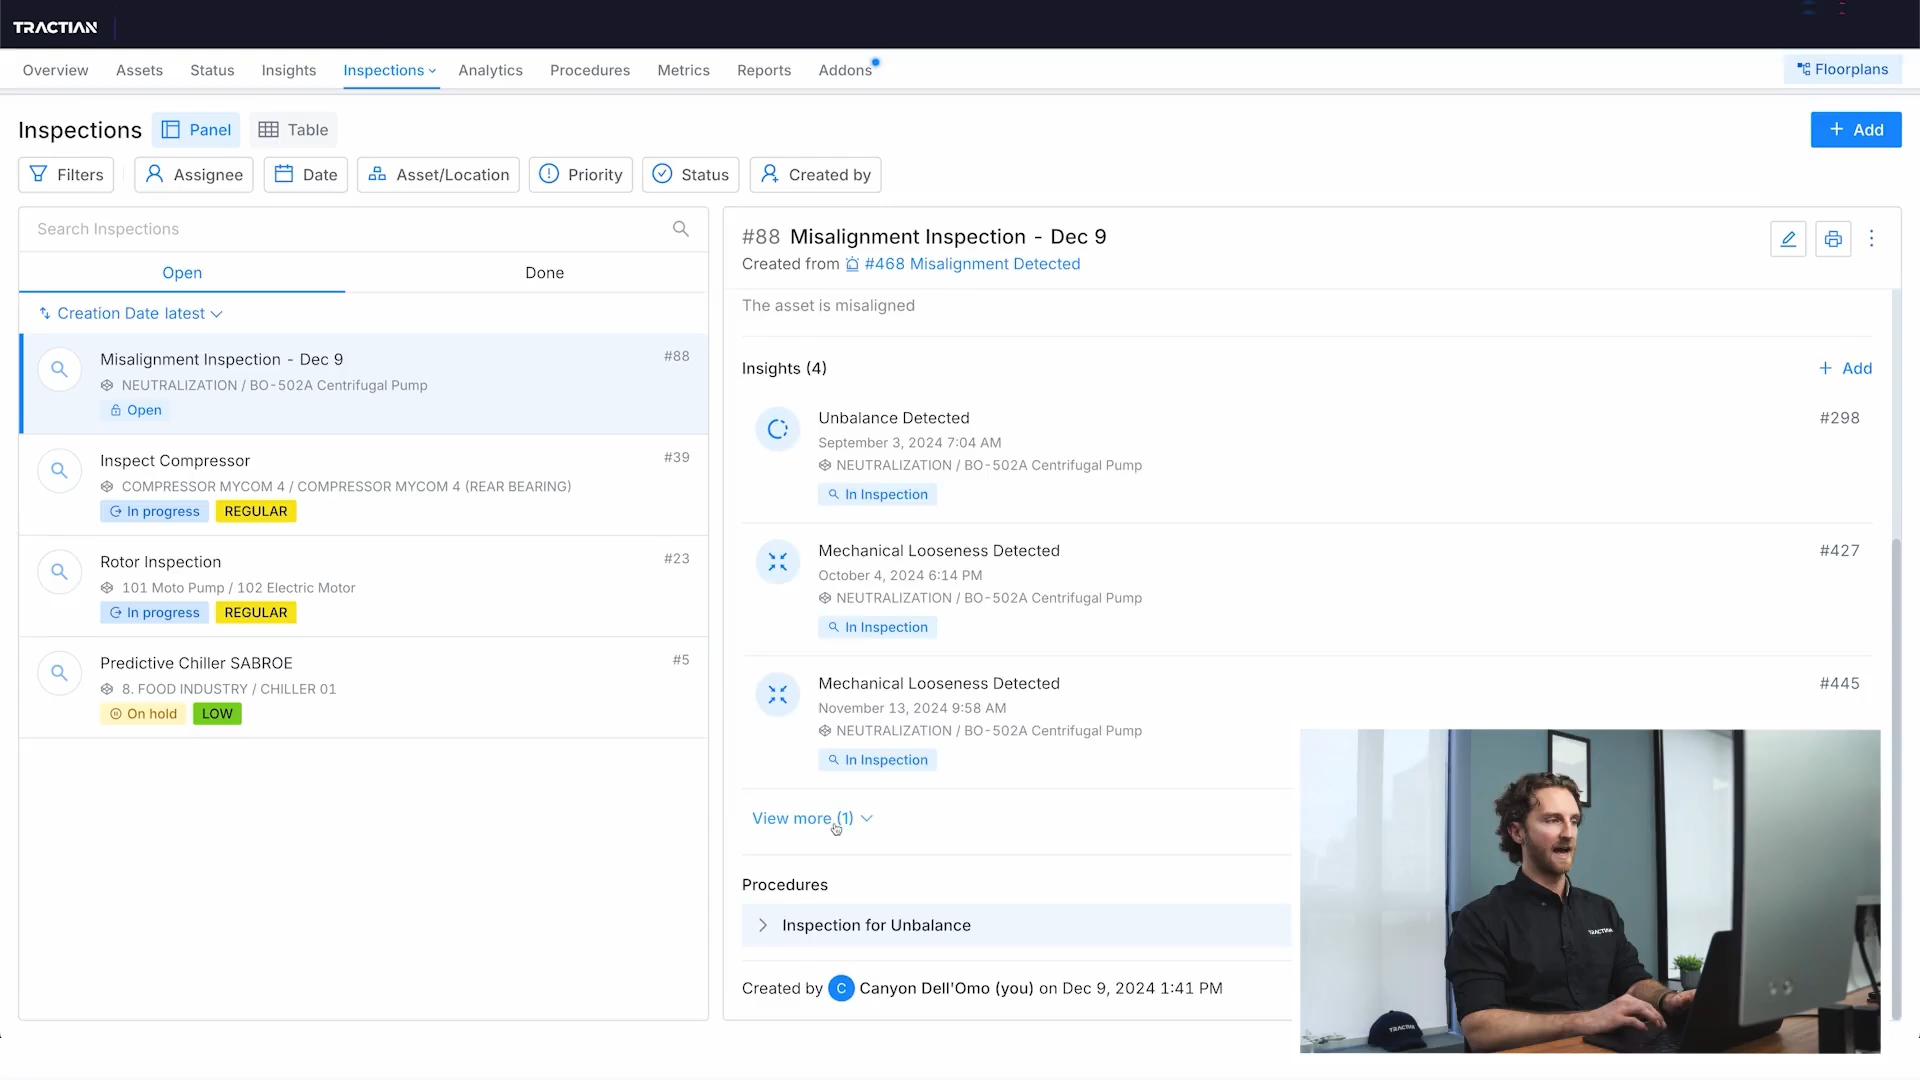 TRACTIAN
Overview Assets Status Insights Inspections Analytics Procedures Metrics Reports Addons Floorplans
Inspections Panel Table + Add
Filters Assignee Date Asset/Location Priority Status Created by
Search Inspections
Open Done
Creation Date latest
Misalignment Inspection - Dec 9 #88
NEUTRALIZATION / BO-502A Centrifugal Pump
Open
Inspect Compressor #39
COMPRESSOR MYCOM 4 / COMPRESSOR MYCOM 4 (REAR BEARING)
In progress REGULAR
Rotor Inspection #23
101 Moto Pump / 102 Electric Motor
In progress REGULAR
Predictive Chiller SABROE #5
8. FOOD INDUSTRY / CHILLER 01
On hold LOW
#88 Misalignment Inspection - Dec 9
Created from #468 Misalignment Detected
The asset is misaligned
Insights (4) + Add
Unbalance Detected #298
September 3, 2024 7:04 AM
NEUTRALIZATION / BO-502A Centrifugal Pump
In Inspection
Mechanical Looseness Detected #427
October 4, 2024 6:14 PM
NEUTRALIZATION / BO-502A Centrifugal Pump
In Inspection
Mechanical Looseness Detected #445
November 13, 2024 9:58 AM
NEUTRALIZATION / BO-502A Centrifugal Pump
In Inspection
View more (1)
Procedures
Inspection for Unbalance
Created by C Canyon Dell'Omo (you) on Dec 9, 2024 1:41 PM
TRACTIAN
TRACTIAN